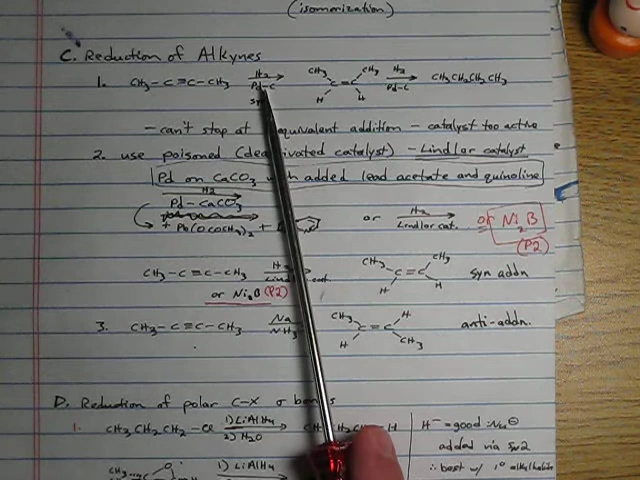 (isomerization)
C. Reduction of Alkynes
1. CH3-C≡C-CH3 H2 Pd-C CH3 C=C CH3 H H H2 Pd-C CH3CH2CH2CH3
- can't stop at equivalent addition - catalyst too active
2. use poisoned (deactivated catalyst) - Lindlar catalyst
Pd on CaCO3 with added lead acetate and quinoline
H2 Pd-CaCO3 + Pb(OCOCH3)2 + or H2 Lindlar cat. or Ni2B (P2)
CH3-C≡C-CH3 H2 cat. or Ni2B (P2) CH3 C=C CH3 H H syn addn
3. CH3-C≡C-CH3 Na NH3 CH3 C=C H H CH3 anti-addn.
D. Reduction of polar C-X σ bonds
1. CH3CH2CH2-Cl 1) LiAlH4 2) H2O H⁻ = good :Nu⊖
added via SN2
∴ best w/ 1° alkyl halide
1) LiAlH4